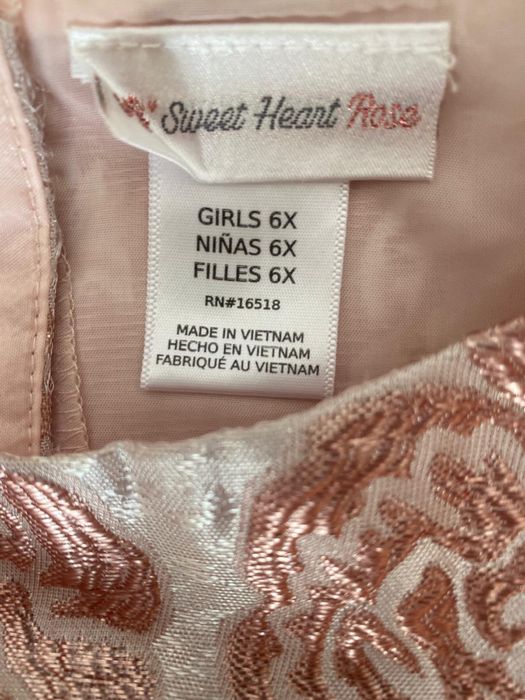 Sweet Heart Rose
GIRLS 6X
NIÑAS 6X
FILLES 6X
RN#16518
MADE IN VIETNAM
HECHO EN VIETNAM
FABRIQUÉ AU VIETNAM